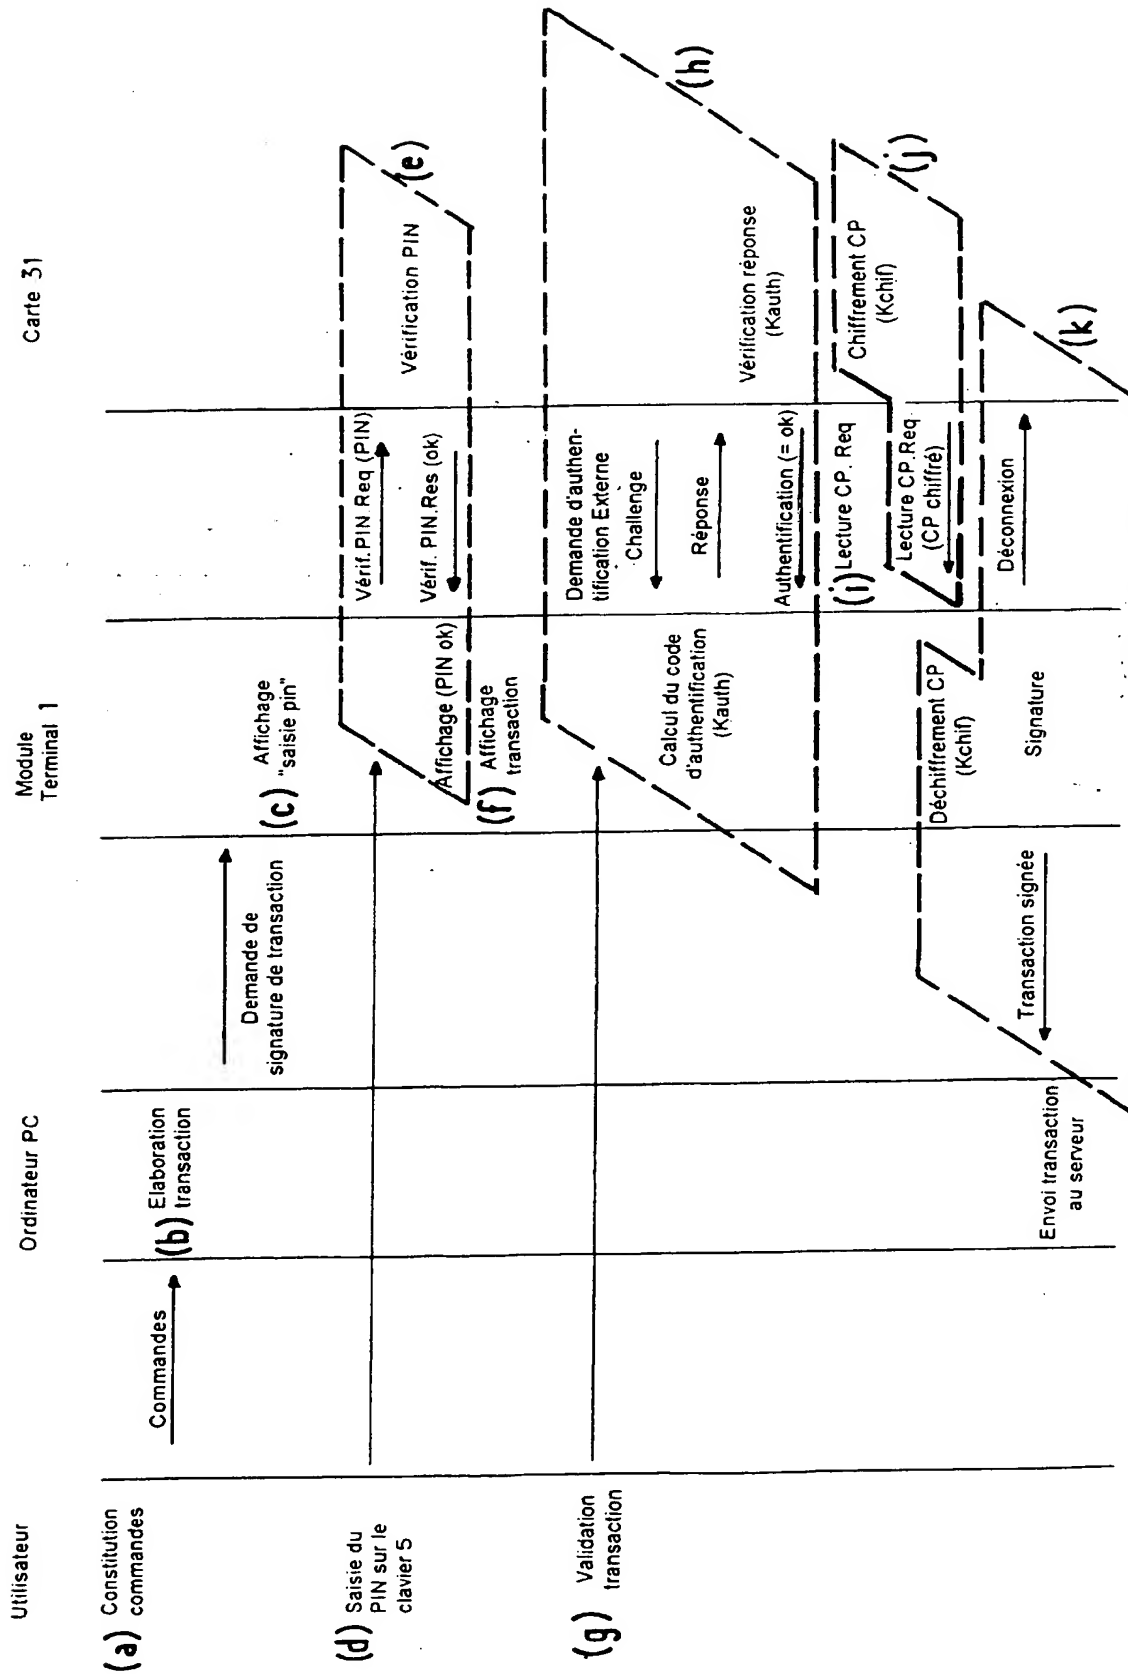 Utilisateur
Ordinateur PC
Module
Terminal 1
Carte 31
(a) Constitution
commandes
Commandes
(b) Elaboration
transaction
Demande de
signature de transaction
(c) Affichage
"saisie pin"
(d) Saisie du
PIN sur le
clavier 5
Vérif.PIN.Req (PIN)
Vérification PIN
(e)
Vérif. PIN.Res (ok)
Affichage (PIN ok)
(f) Affichage
transaction
(g) Validation
transaction
Demande d'authen-
tification Externe
Challenge
Calcul du code
d'authentification
(Kauth)
Réponse
(h)
Vérification réponse
(Kauth)
Authentification (= ok)
(i) Lecture CP. Req
Chiffrement CP
(Kchif)
(j)
Lecture CP.Req
(CP chiffré)
Déchiffrement CP
(Kchif)
Déconnexion
(k)
Signature
Transaction signée
Envoi transaction
au serveur